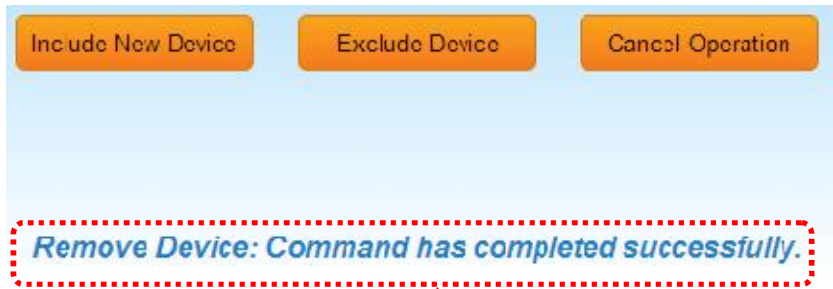 Include New Device Exclude Device Cancel Operation
Remove Device: Command has completed successfully.